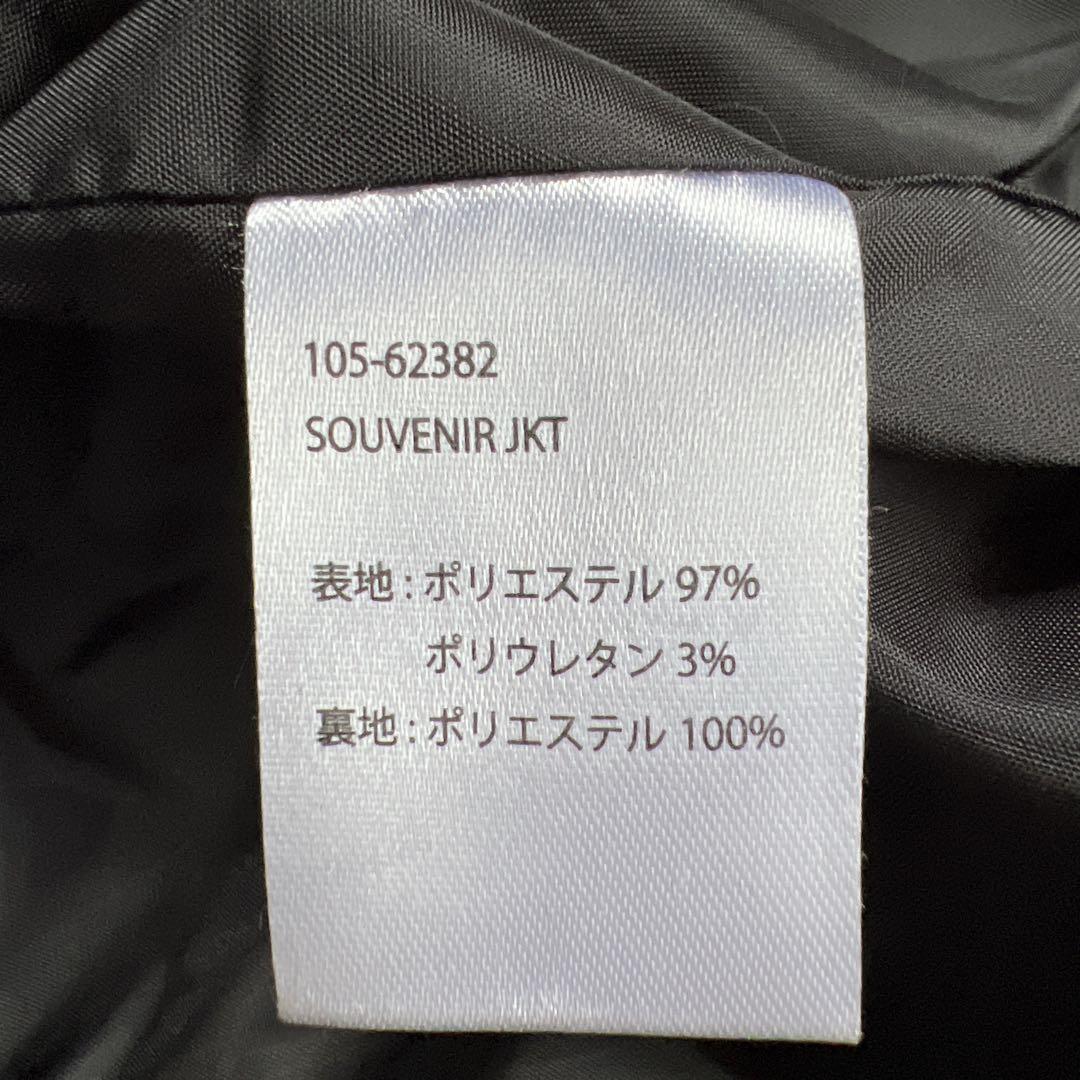 105-62382
SOUVENIR JKT
表地 : ポリエステル 97%
ポリウレタン 3%
裏地 : ポリエステル 100%